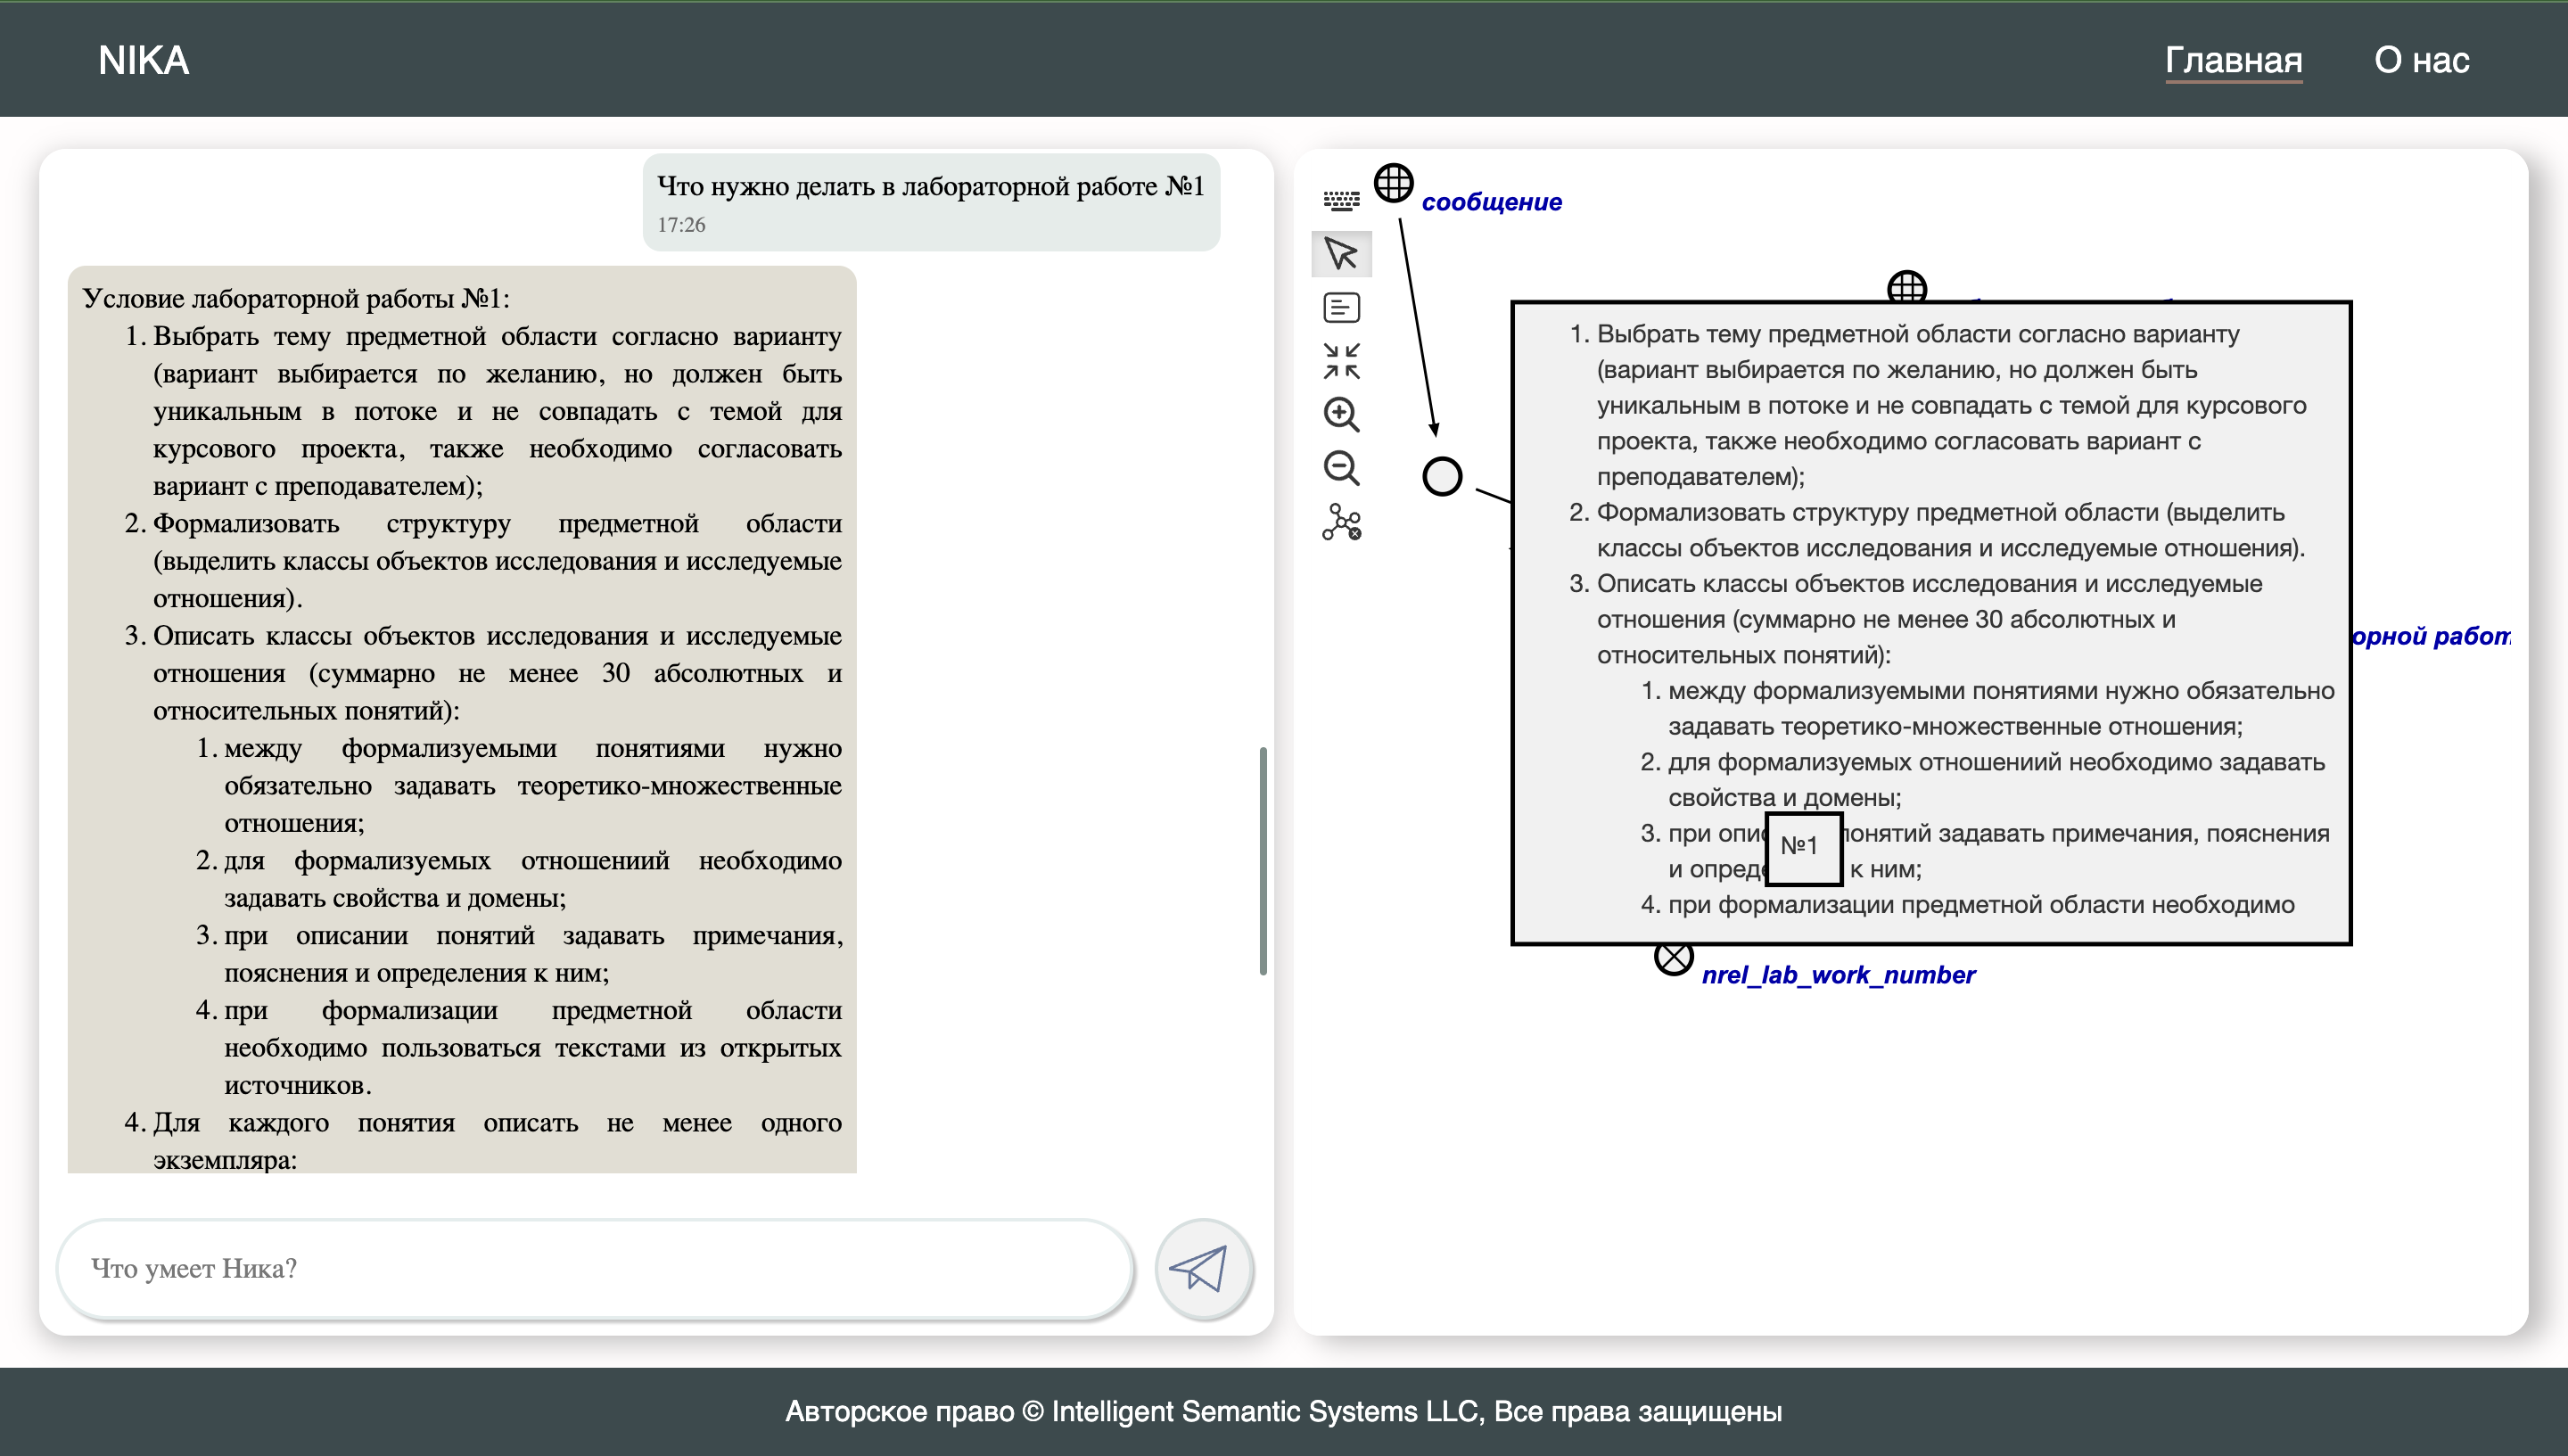 NIKA
Главная
О нас
Что нужно делать в лабораторной работе №1
17:26
Условие лабораторной работы №1:
1. Выбрать тему предметной области согласно варианту
(вариант выбирается по желанию, но должен быть
уникальным в потоке и не совпадать с темой для
курсового проекта, также необходимо согласовать
вариант с преподавателем);
2. Формализовать структуру предметной области
(выделить классы объектов исследования и исследуемые
отношения).
3. Описать классы объектов исследования и исследуемые
отношения (суммарно не менее 30 абсолютных и
относительных понятий):
1. между формализуемыми понятиями нужно
обязательно задавать теоретико-множественные
отношения;
2. для формализуемых отношениий необходимо
задавать свойства и домены;
3. при описании понятий задавать примечания,
пояснения и определения к ним;
4. при формализации предметной области
необходимо пользоваться текстами из открытых
источников.
4. Для каждого понятия описать не менее одного
экземпляра:
Что умеет Ника?
сообщение
1. Выбрать тему предметной области согласно варианту
(вариант выбирается по желанию, но должен быть
уникальным в потоке и не совпадать с темой для курсового
проекта, также необходимо согласовать вариант с
преподавателем);
2. Формализовать структуру предметной области (выделить
классы объектов исследования и исследуемые отношения).
3. Описать классы объектов исследования и исследуемые
отношения (суммарно не менее 30 абсолютных и
относительных понятий):
1. между формализуемыми понятиями нужно обязательно
задавать теоретико-множественные отношения;
2. для формализуемых отношениий необходимо задавать
свойства и домены;
3. при опис понятий задавать примечания, пояснения
и опреде к ним;
4. при формализации предметной области необходимо
№1
орной работ
nrel_lab_work_number
Авторское право © Intelligent Semantic Systems LLC, Все права защищены